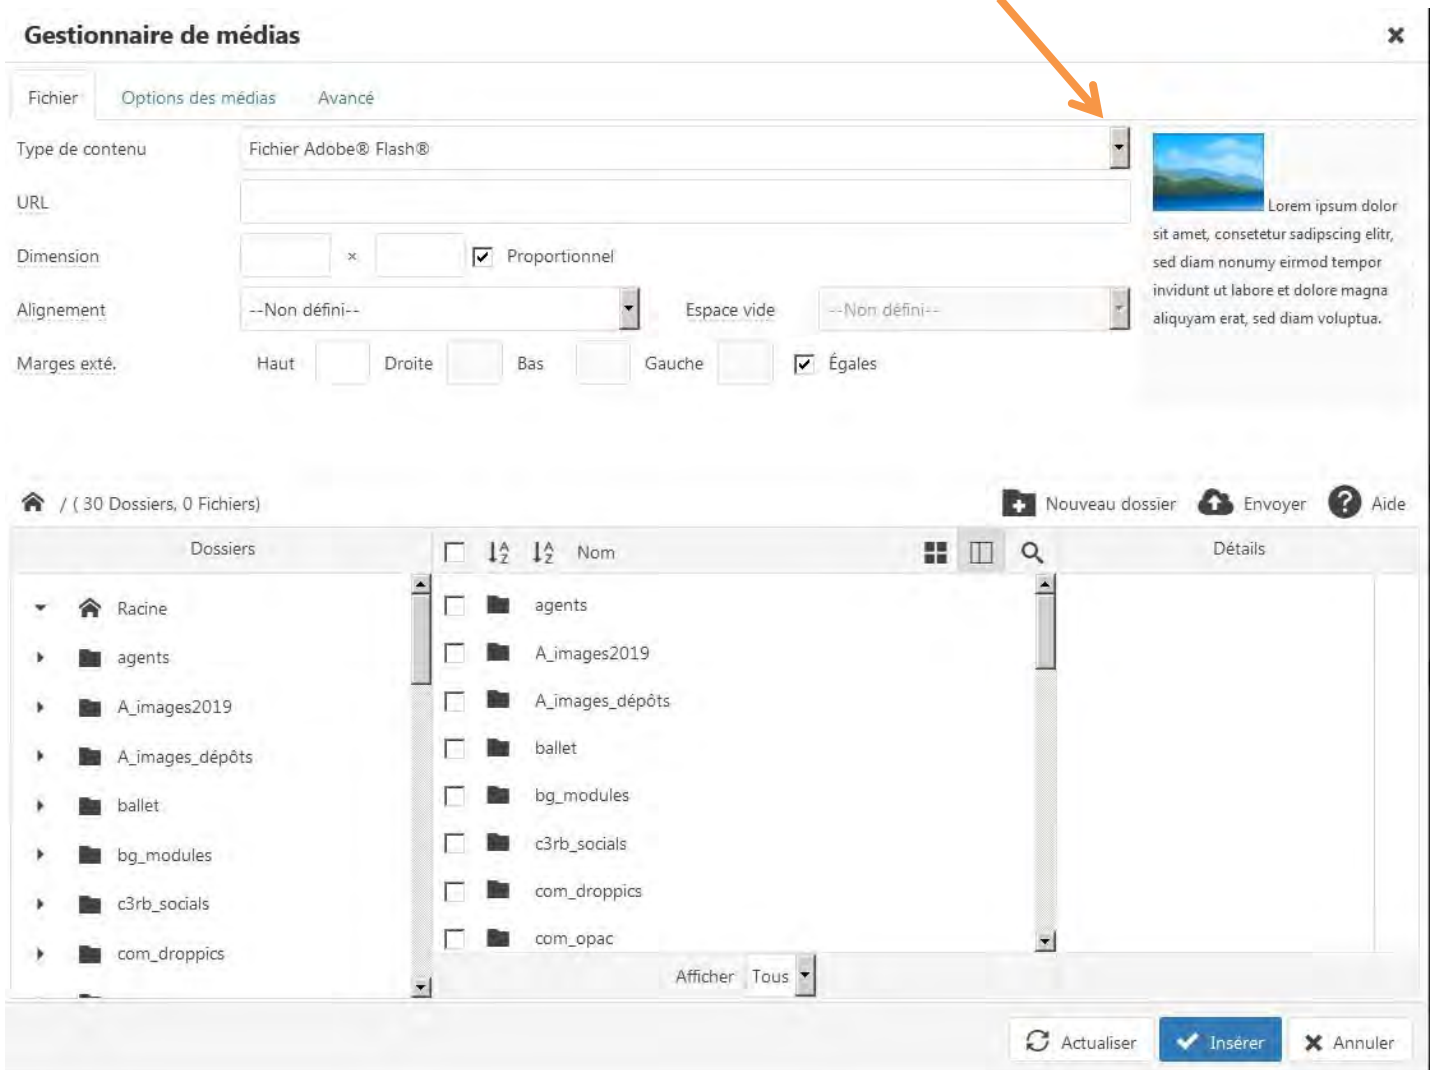 Gestionnaire de médias
Fichier Options des médias Avancé
Type de contenu Fichier Adobe® Flash®
URL
Dimension × Proportionnel
Alignement --Non défini-- Espace vide --Non défini--
Marges exté. Haut Droite Bas Gauche Égales
Lorem ipsum dolor
sit amet, consetetur sadipscing elitr,
sed diam nonumy eirmod tempor
invidunt ut labore et dolore magna
aliquyam erat, sed diam voluptua.
/ ( 30 Dossiers, 0 Fichiers) Nouveau dossier Envoyer Aide
Dossiers
Racine
agents
A_images2019
A_images_dépôts
ballet
bg_modules
c3rb_socials
com_droppics
Nom
agents
A_images2019
A_images_dépôts
ballet
bg_modules
c3rb_socials
com_droppics
com_opac
Détails
Afficher Tous
Actualiser Insérer Annuler